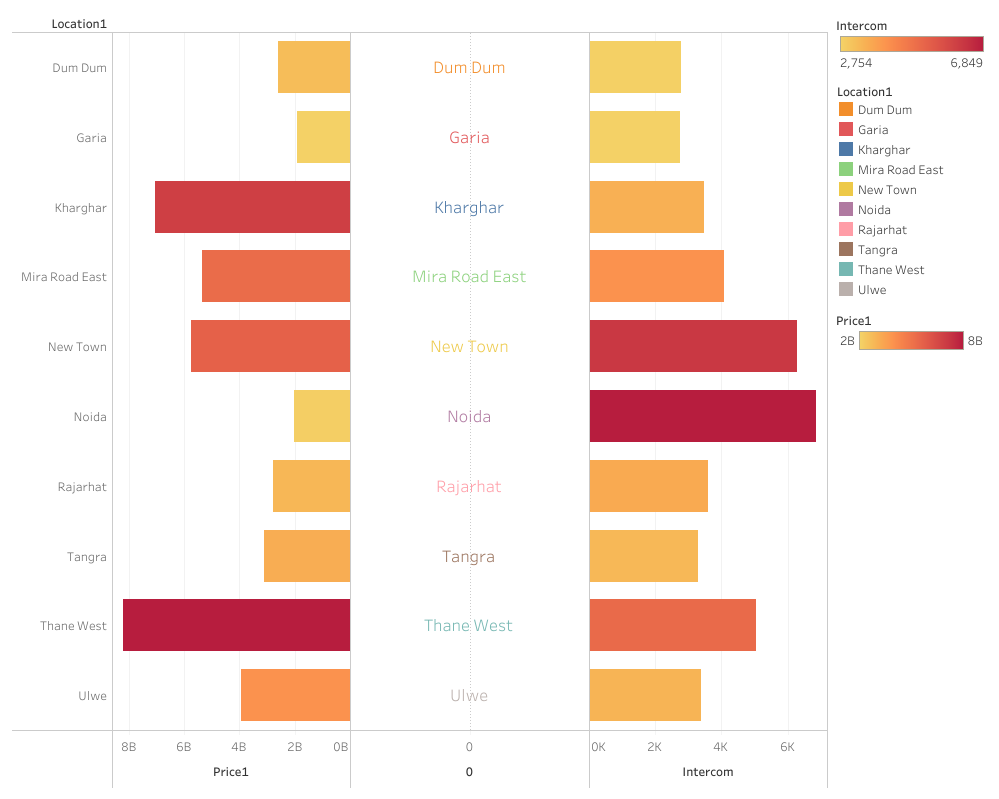 Location1
Dum Dum Dum Dum
Garia Garia
Kharghar Kharghar
Mira Road East Mira Road East
New Town New Town
Noida Noida
Rajarhat Rajarhat
Tangra Tangra
Thane West Thane West
Ulwe Ulwe
8B 6B 4B 2B 0B 0 0K 2K 4K 6K
Price1 0 Intercom
Intercom
2,754 6,849
Location1
Dum Dum
Garia
Kharghar
Mira Road East
New Town
Noida
Rajarhat
Tangra
Thane West
Ulwe
Price1
2B 8B